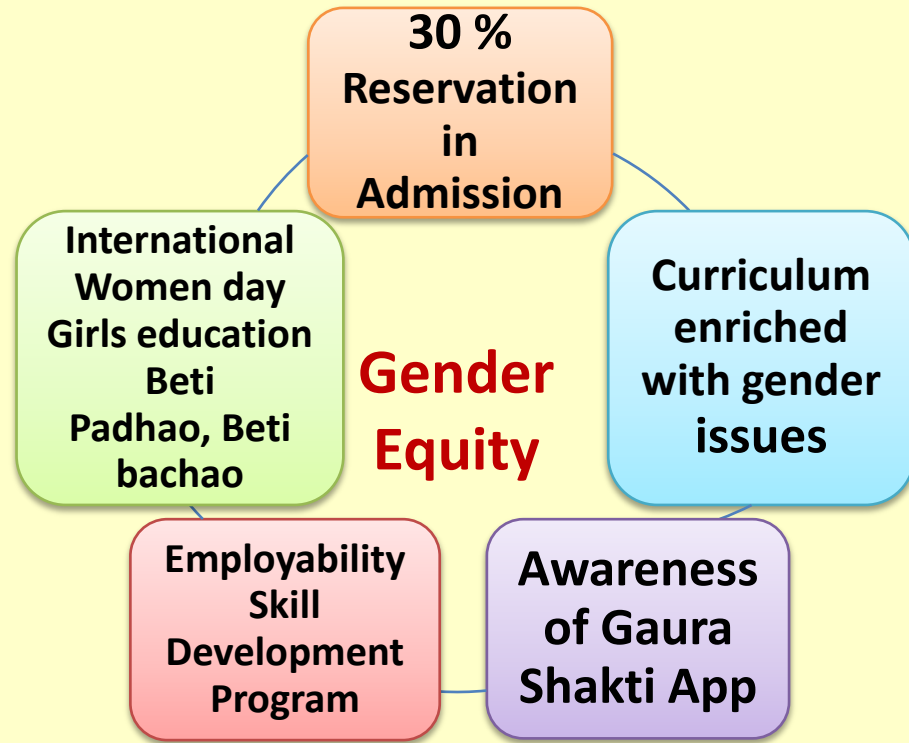 30 %
Reservation
in
Admission
International
Women day
Girls education
Beti
Padhao, Beti
bachao
Gender
Equity
Curriculum
enriched
with gender
issues
Employability
Skill
Development
Program
Awareness
of Gaura
Shakti App